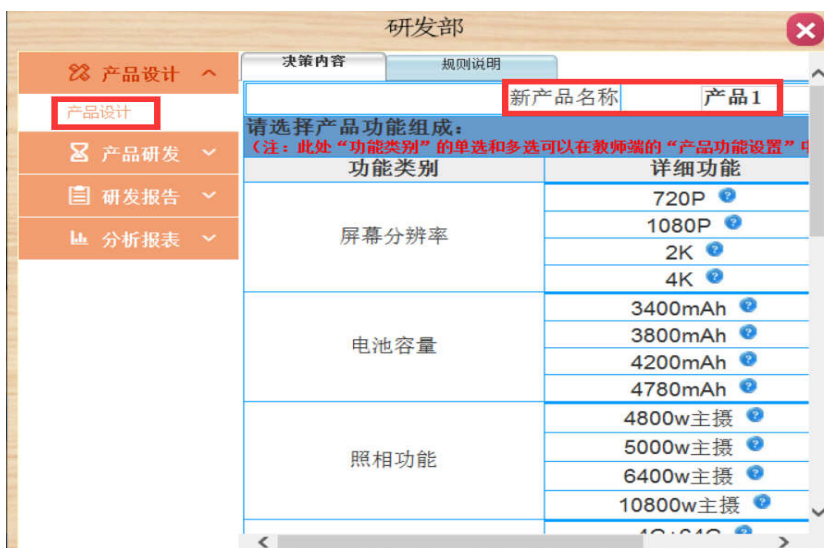 研发部
产品设计
产品设计
产品研发
研发报告
分析报表
决策内容 规则说明
新产品名称 产品1
请选择产品功能组成：
（注：此处“功能类别”的单选和多选可以在教师端的“产品功能设置”中
功能类别 详细功能
屏幕分辨率
720P
1080P
2K
4K
电池容量
3400mAh
3800mAh
4200mAh
4780mAh
照相功能
4800w主摄
5000w主摄
6400w主摄
10800w主摄